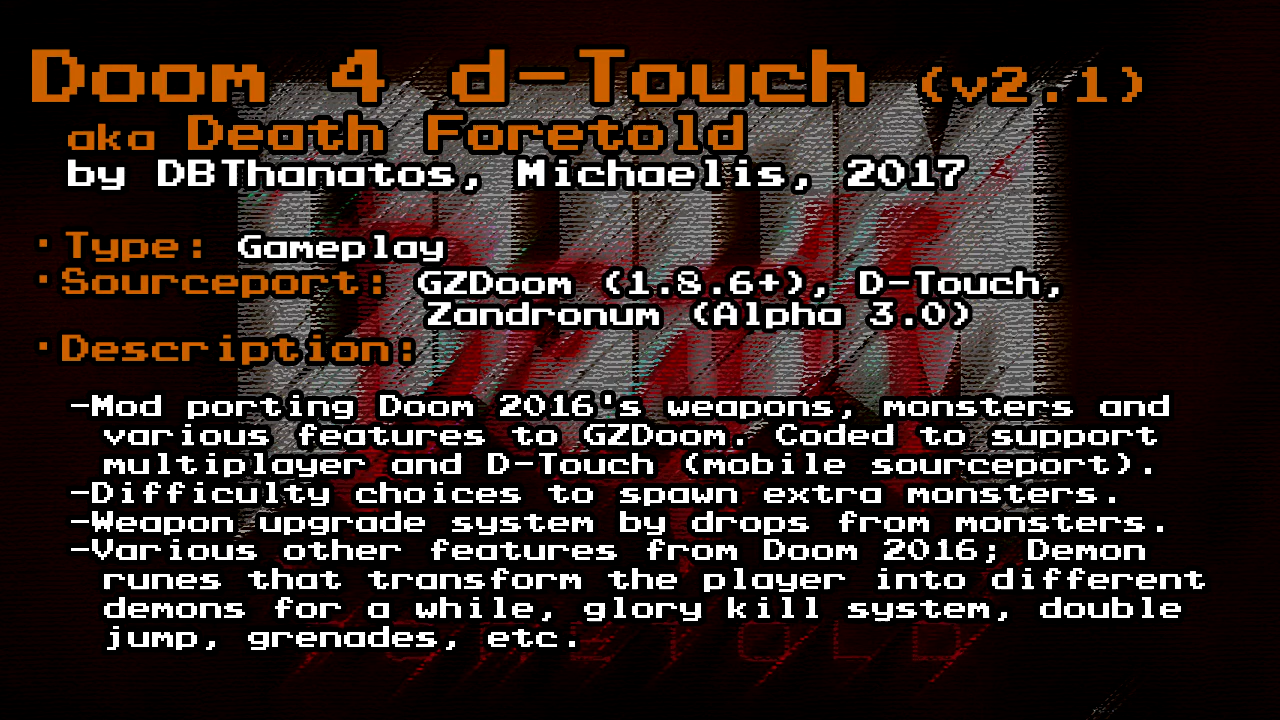 Doom 4 d-Touch (v2.1)
aka Death Foretold
by DBThanatos, Michaelis, 2017
· Type: Gameplay
· Sourceport: GZDoom (1.8.6+), D-Touch,
Zandronum (Alpha 3.0)
· Description:
-Mod porting Doom 2016's weapons, monsters and
various features to GZDoom. Coded to support
multiplayer and D-Touch (mobile sourceport).
-Difficulty choices to spawn extra monsters.
-Weapon upgrade system by drops from monsters.
-Various other features from Doom 2016; Demon
runes that transform the player into different
demons for a while, glory kill system, double
jump, grenades, etc.